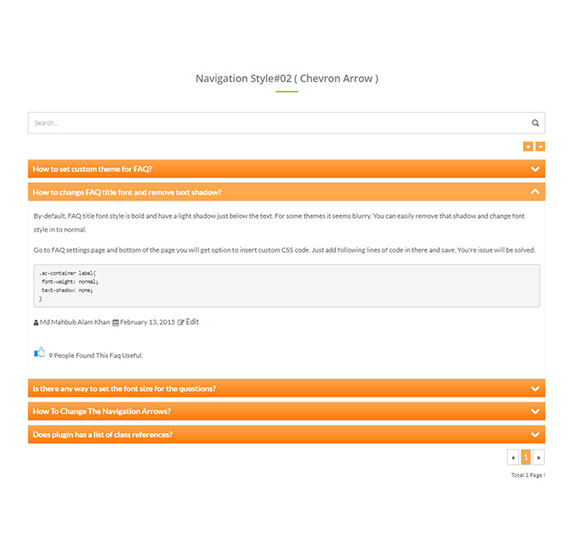 Navigation Style#02 ( Chevron Arrow )
Search...
+ −
How to set custom theme for FAQ?
How to change FAQ title font and remove text shadow?
By-default, FAQ title font style is bold and have a light shadow just below the text. For some themes it seems blurry. You can easily remove that shadow and change font
style in to normal.
Go to FAQ settings page and bottom of the page you will get option to insert custom CSS code. Just add following lines of code in there and save. You're issue will be solved.
.ac-container label{
font-weight: normal;
text-shadow: none;
}
Md Mahbub Alam Khan February 13, 2015 Edit
9 People Found This Faq Useful.
Is there any way to set the font size for the questions?
How To Change The Navigation Arrows?
Does plugin has a list of class references?
« 1 »
Total 1 Page !